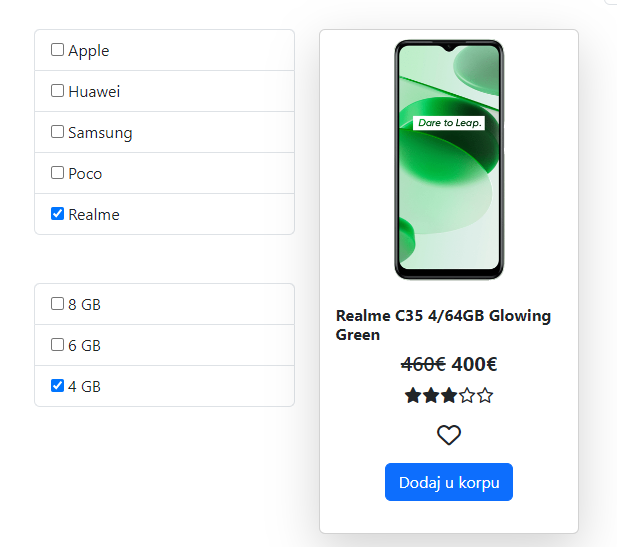 Apple
Huawei
Samsung
Poco
Realme
8 GB
6 GB
4 GB
Dare to Leap.
Realme C35 4/64GB Glowing
Green
460€ 400€
Dodaj u korpu